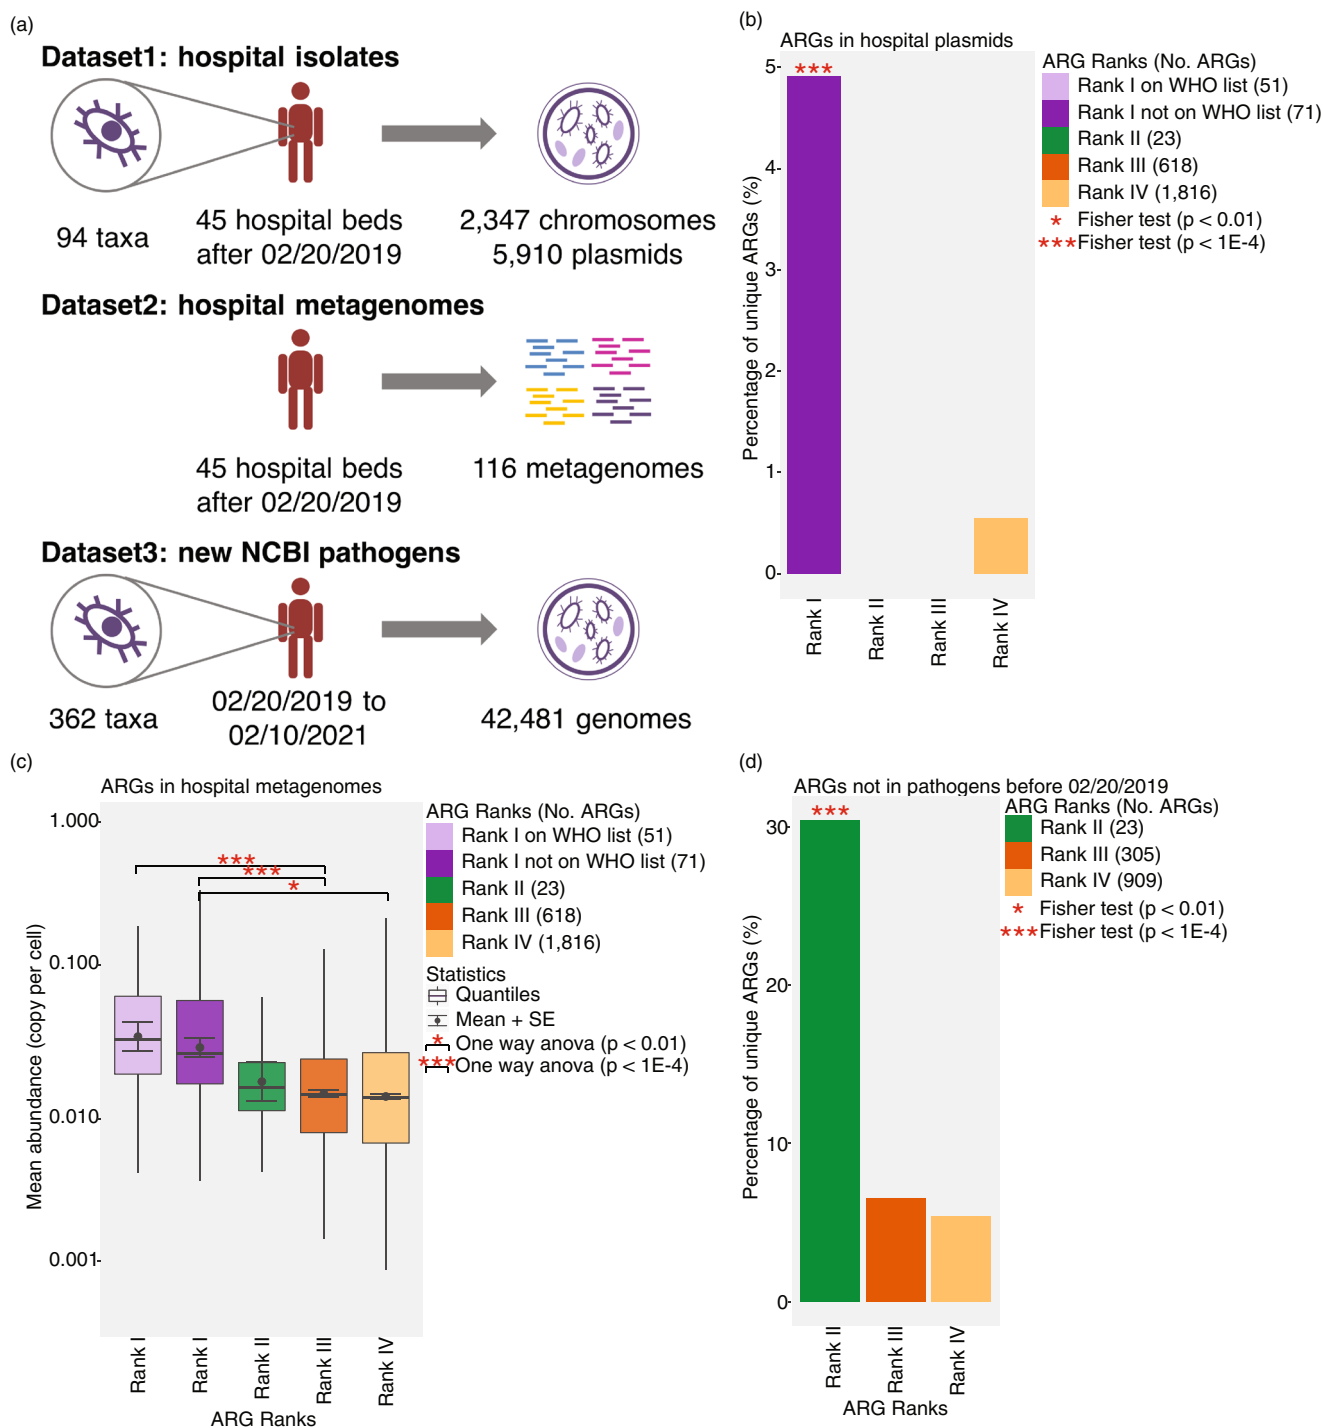 (a)
Dataset1: hospital isolates
94 taxa
45 hospital beds
after 02/20/2019
2,347 chromosomes
5,910 plasmids
Dataset2: hospital metagenomes
45 hospital beds
after 02/20/2019
116 metagenomes
Dataset3: new NCBI pathogens
362 taxa
02/20/2019 to
02/10/2021
42,481 genomes
(b)
ARGs in hospital plasmids
Percentage of unique ARGs (%)
5
4
3
2
1
0
***
Rank I
Rank II
Rank III
Rank IV
ARG Ranks (No. ARGs)
Rank I on WHO list (51)
Rank I not on WHO list (71)
Rank II (23)
Rank III (618)
Rank IV (1,816)
* Fisher test (p < 0.01)
*** Fisher test (p < 1E-4)
(c)
ARGs in hospital metagenomes
Mean abundance (copy per cell)
1.000
0.100
0.010
0.001
***
***
*
Rank I
Rank I
Rank II
Rank III
Rank IV
ARG Ranks
ARG Ranks (No. ARGs)
Rank I on WHO list (51)
Rank I not on WHO list (71)
Rank II (23)
Rank III (618)
Rank IV (1,816)
Statistics
Quantiles
Mean + SE
* One way anova (p < 0.01)
*** One way anova (p < 1E-4)
(d)
ARGs not in pathogens before 02/20/2019
Percentage of unique ARGs (%)
30
20
10
0
***
Rank II
Rank III
Rank IV
ARG Ranks
ARG Ranks (No. ARGs)
Rank II (23)
Rank III (305)
Rank IV (909)
* Fisher test (p < 0.01)
*** Fisher test (p < 1E-4)